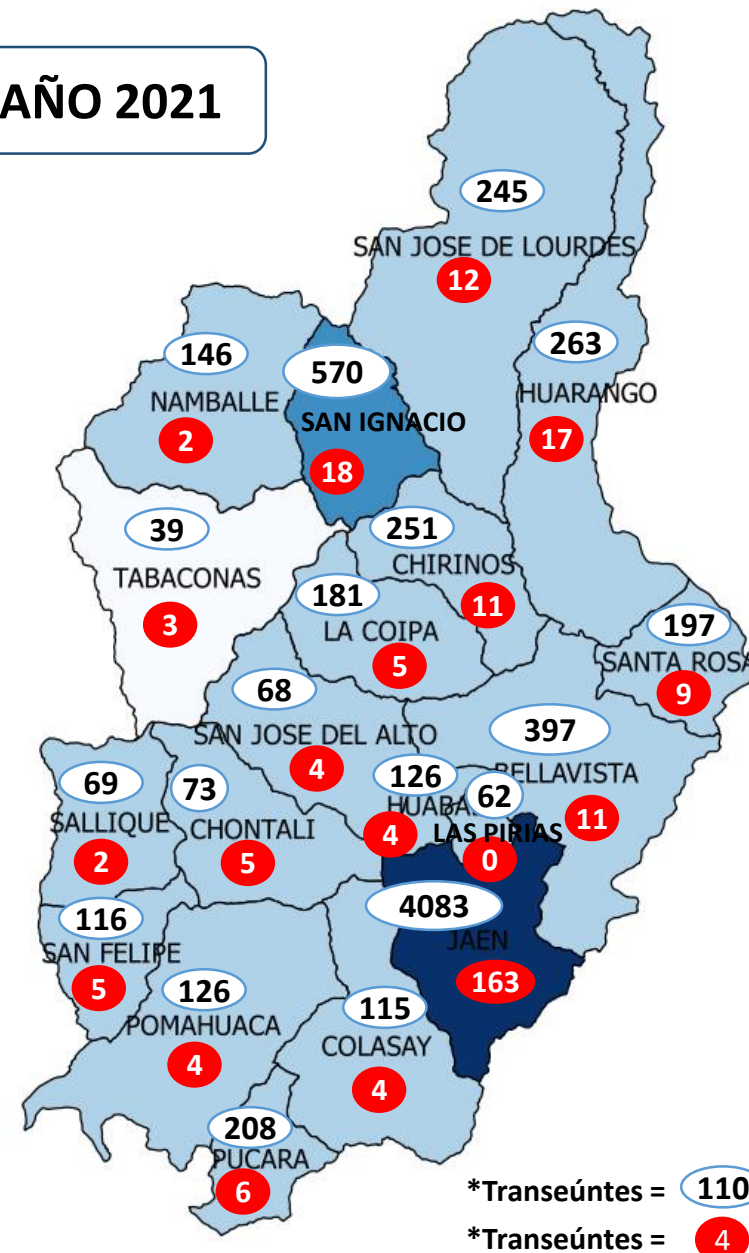 AÑO 2021
245
SAN JOSE DE LOURDES
12
146
NAMBALLE
2
570
SAN IGNACIO
18
263
HUARANGO
17
39
TABACONAS
3
251
CHIRINOS
11
181
LA COIPA
5
197
SANTA ROSA
9
68
SAN JOSE DEL ALTO
4
397
BELLAVISTA
11
126
HUABA
4
62
LAS PIRIAS
0
69
SALLIQUE
2
73
CHONTALI
5
4083
JAEN
163
116
SAN FELIPE
5
126
POMAHUACA
4
115
COLASAY
4
208
PUCARA
6
*Transeúntes = 110
*Transeúntes = 4